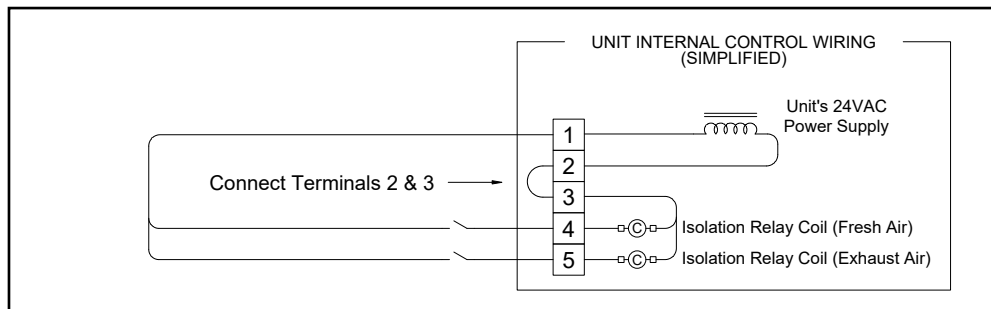 UNIT INTERNAL CONTROL WIRING
(SIMPLIFIED)
Unit's 24VAC
Power Supply
1
2
Connect Terminals 2 & 3
3
4
C
Isolation Relay Coil (Fresh Air)
5
C
Isolation Relay Coil (Exhaust Air)